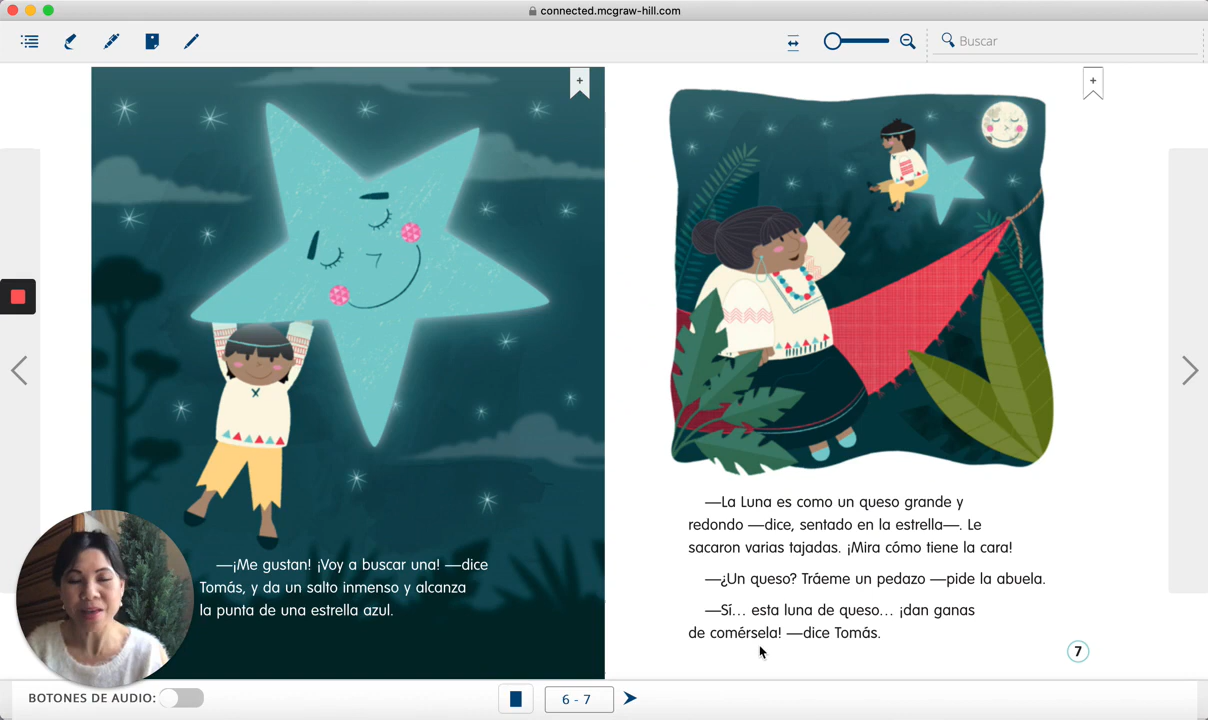 connected.mcgraw-hill.com
Buscar
—¡Me gustan! ¡Voy a buscar una! —dice
Tomás, y da un salto inmenso y alcanza
la punta de una estrella azul.
—La Luna es como un queso grande y
redondo —dice, sentado en la estrella—. Le
sacaron varias tajadas. ¡Mira cómo tiene la cara!
—¿Un queso? Tráeme un pedazo —pide la abuela.
—Sí... esta luna de queso... ¡dan ganas
de comérsela! —dice Tomás.
7
BOTONES DE AUDIO:
6 - 7